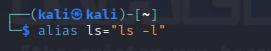 ┌──(kali㉿kali)-[~]
└─$ alias ls="ls -l"